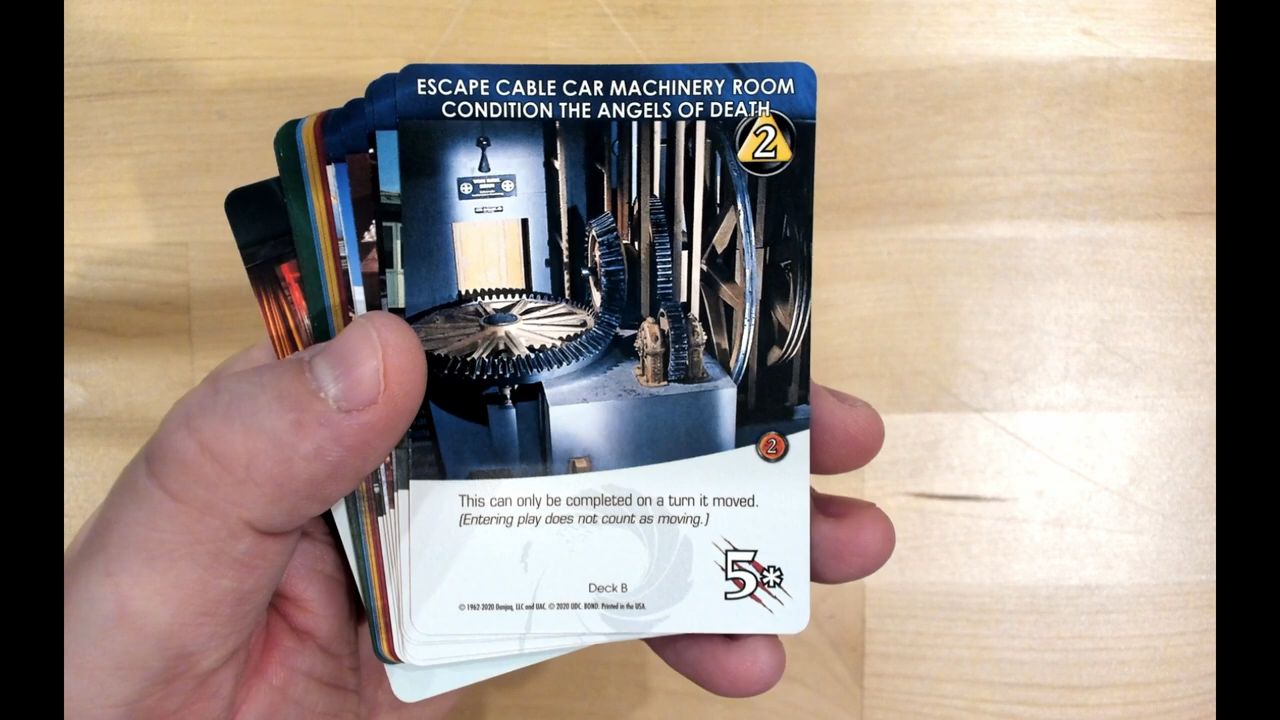 ESCAPE CABLE CAR MACHINERY ROOM
CONDITION THE ANGELS OF DEATH
2
2
This can only be completed on a turn it moved.
(Entering play does not count as moving.)
5*
Deck B
© 1962-2020 Danjaq, LLC and UAC. © 2020 UDC. BOND. Printed in the USA.